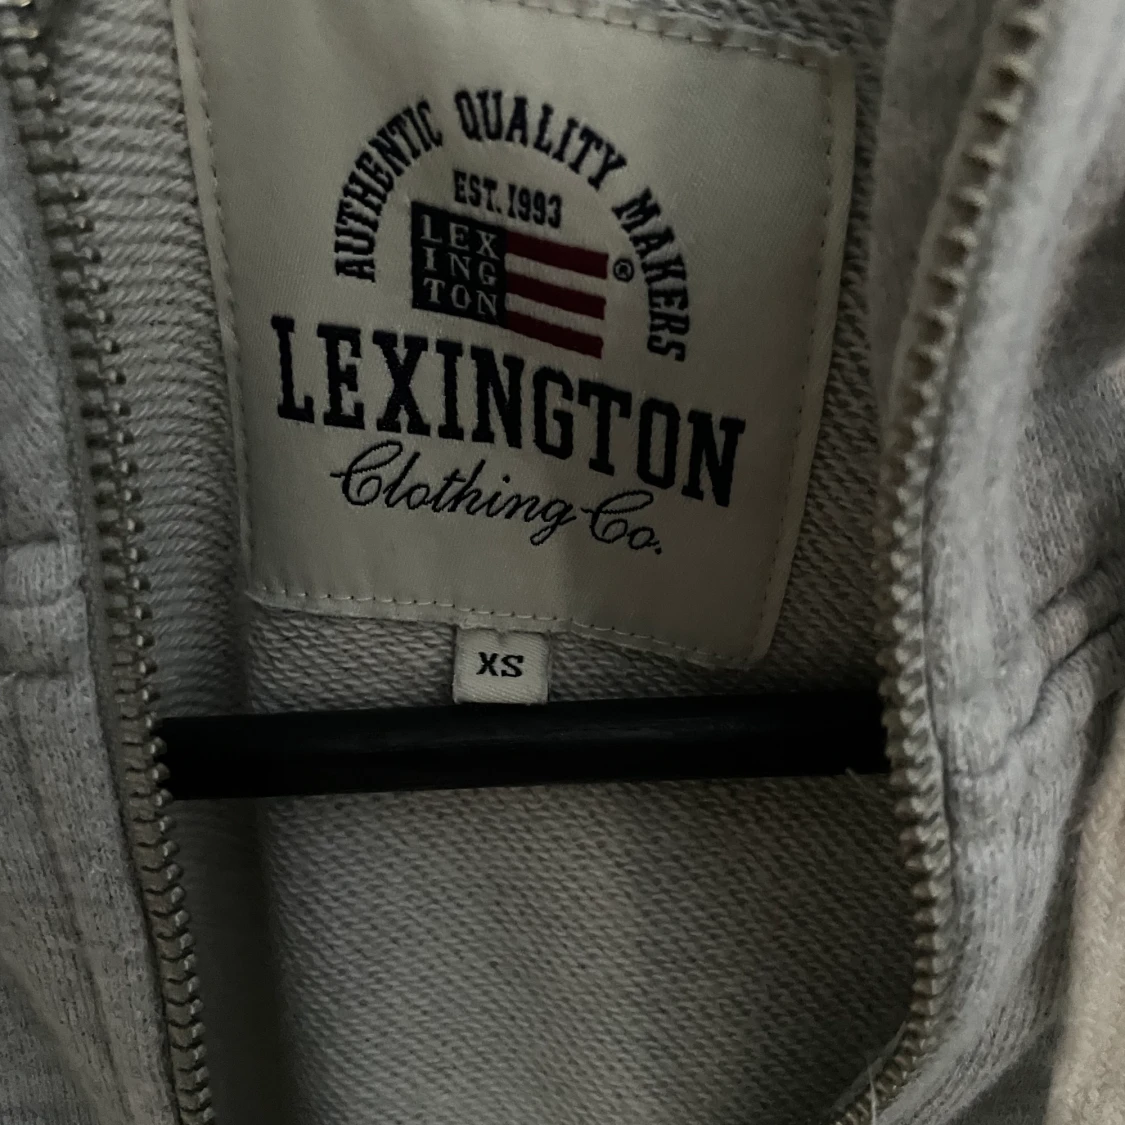 AUTHENTIC QUALITY MAKERS
EST. 1993
LEX
ING
TON
®
LEXINGTON
Clothing Co.
XS